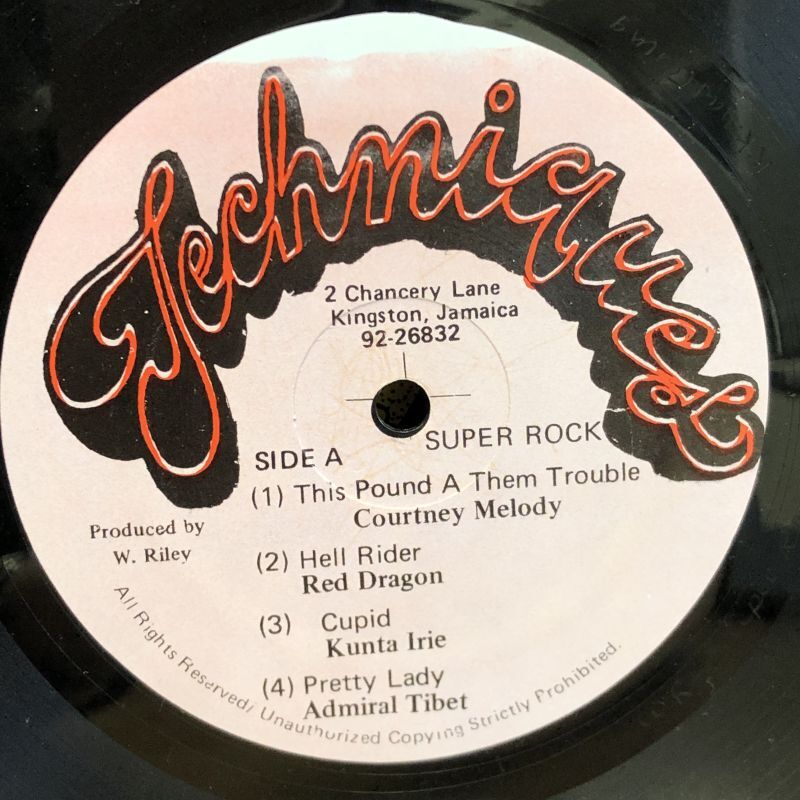 Techniques
2 Chancery Lane
Kingston, Jamaica
92-26832
SUPER ROCK
SIDE A
(1) This Pound A Them Trouble
Courtney Melody
Produced by
W. Riley
(2) Hell Rider
Red Dragon
(3) Cupid
Kunta Irie
(4) Pretty Lady
Admiral Tibet
All Rights Reserved/ Unauthurized Copying Strictly Prohibited.